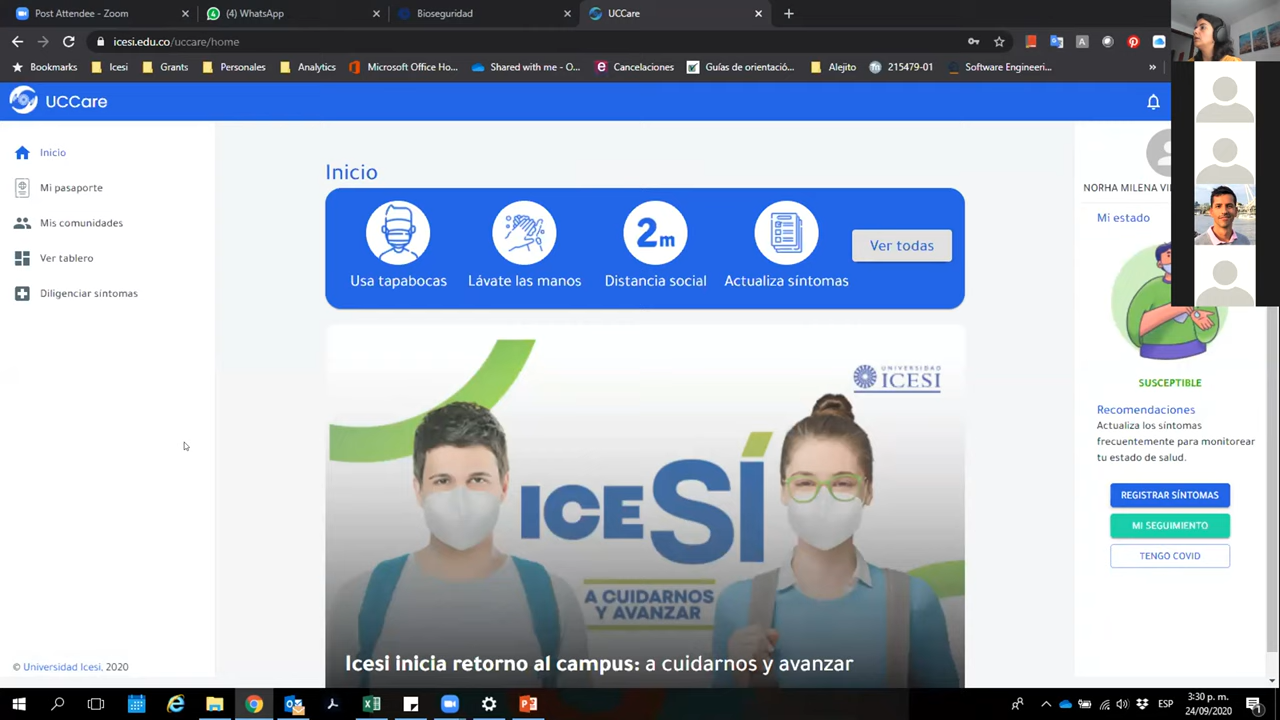 Post Attendee - Zoom
(4) WhatsApp
Bioseguridad
UCCare
icesi.edu.co/uccare/home
Bookmarks
Icesi
Grants
Personales
Analytics
Microsoft Office Ho...
Shared with me - O...
Cancelaciones
Guías de orientació...
Alejito
215479-01
Software Engineeri...
UCCare
Inicio
Mi pasaporte
Mis comunidades
Ver tablero
Diligenciar síntomas
© Universidad Icesi, 2020
Inicio
2m
Usa tapabocas
Lávate las manos
Distancia social
Actualiza síntomas
Ver todas
UNIVERSIDAD
ICESI
ICESÍ
A CUIDARNOS
Y AVANZAR
Icesi inicia retorno al campus: a cuidarnos y avanzar
NORHA MILENA
Mi estado
SUSCEPTIBLE
Recomendaciones
Actualiza los síntomas
frecuentemente para monitorear
tu estado de salud.
REGISTRAR SÍNTOMAS
MI SEGUIMIENTO
TENGO COVID
ESP
3:30 p. m.
24/09/2020